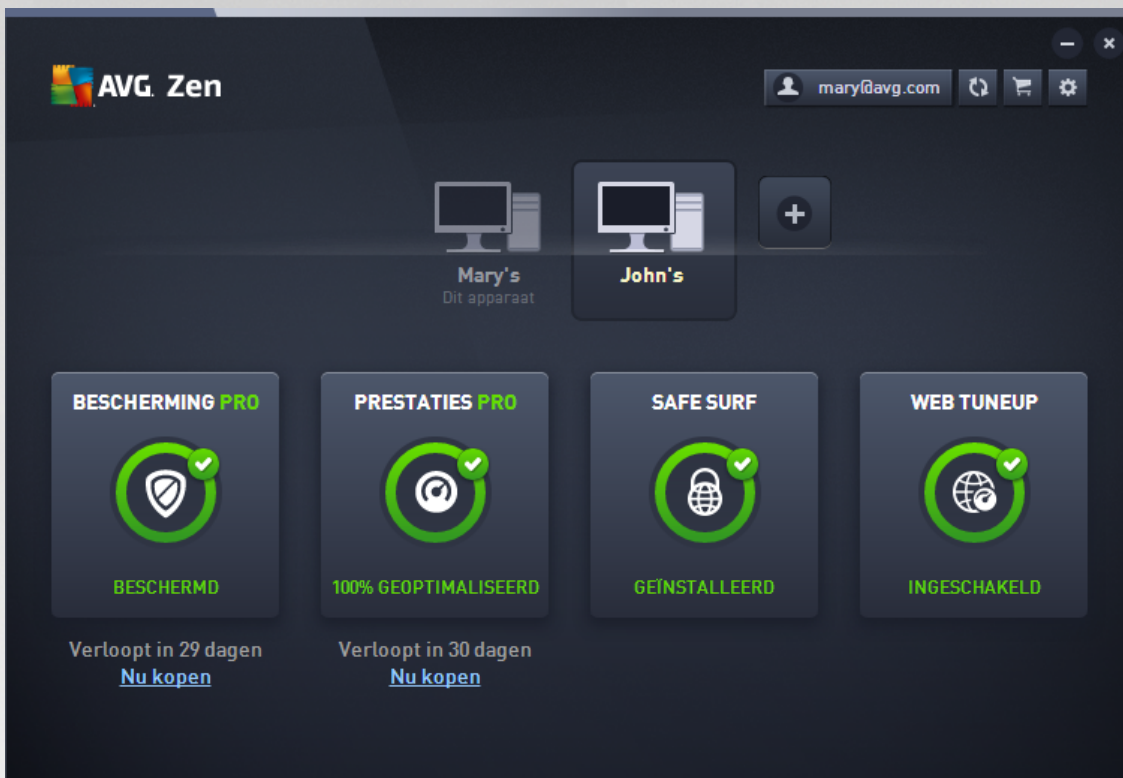 AVG. Zen
mary@avg.com
Mary's
Dit apparaat
John's
BESCHERMING PRO
BESCHERMD
Verloopt in 29 dagen
Nu kopen
PRESTATIES PRO
100% GEOPTIMALISEERD
Verloopt in 30 dagen
Nu kopen
SAFE SURF
GEÏNSTALLEERD
WEB TUNEUP
INGESCHAKELD